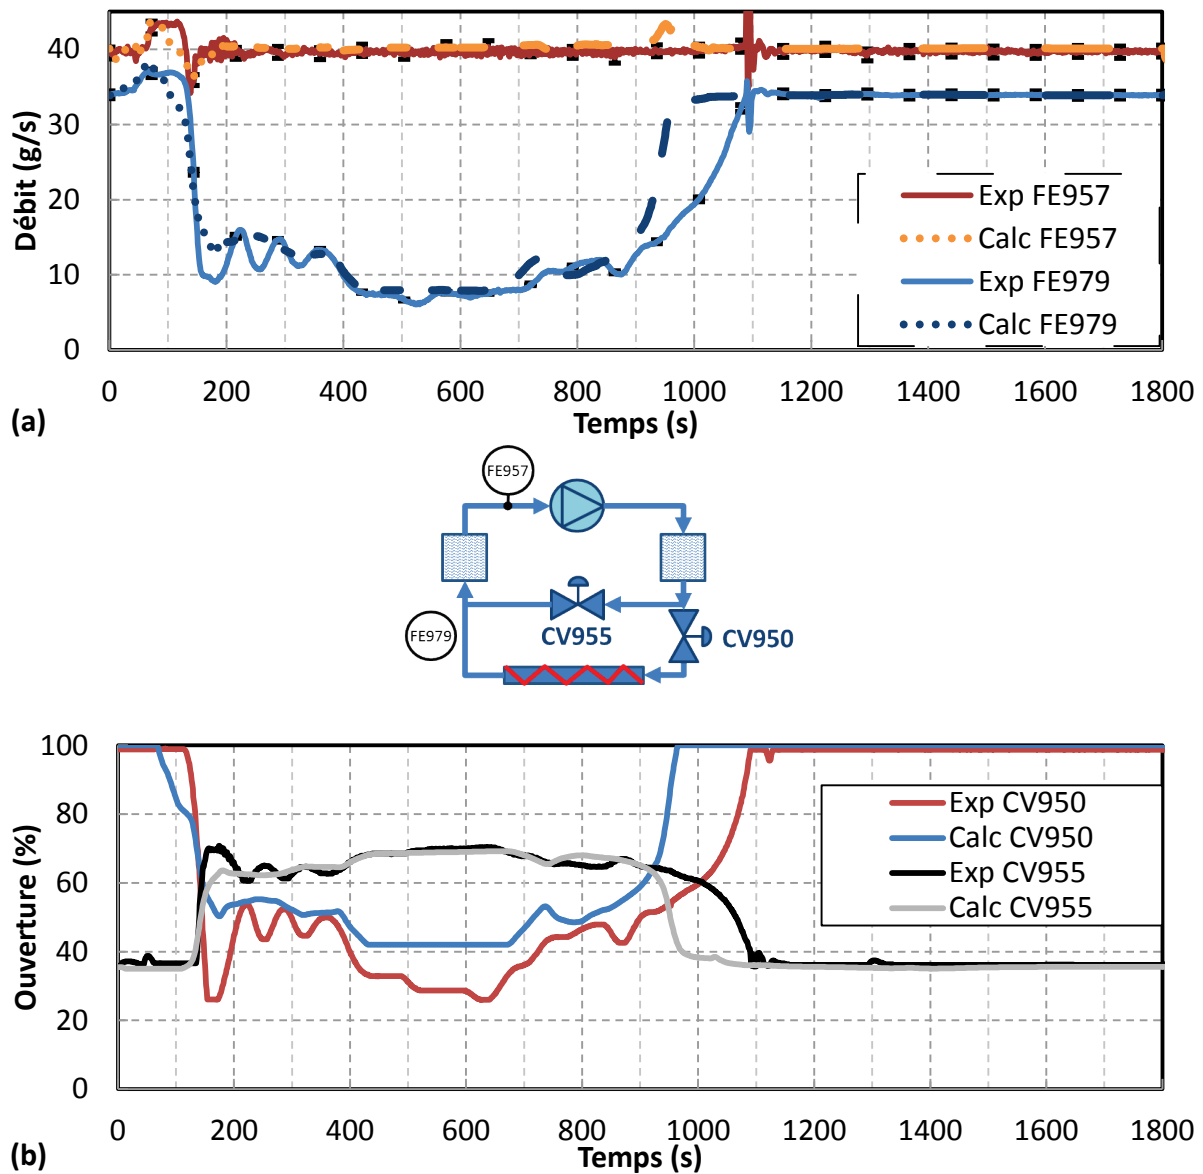 40
30
20
10
0
Débit (g/s)
Exp FE957
Calc FE957
Exp FE979
Calc FE979
0 200 400 600 800 1000 1200 1400 1600 1800
(a)
Temps (s)
FE957
FE979
CV955
CV950
100
80
60
40
20
0
Ouverture (%)
Exp CV950
Calc CV950
Exp CV955
Calc CV955
0 200 400 600 800 1000 1200 1400 1600 1800
(b)
Temps (s)